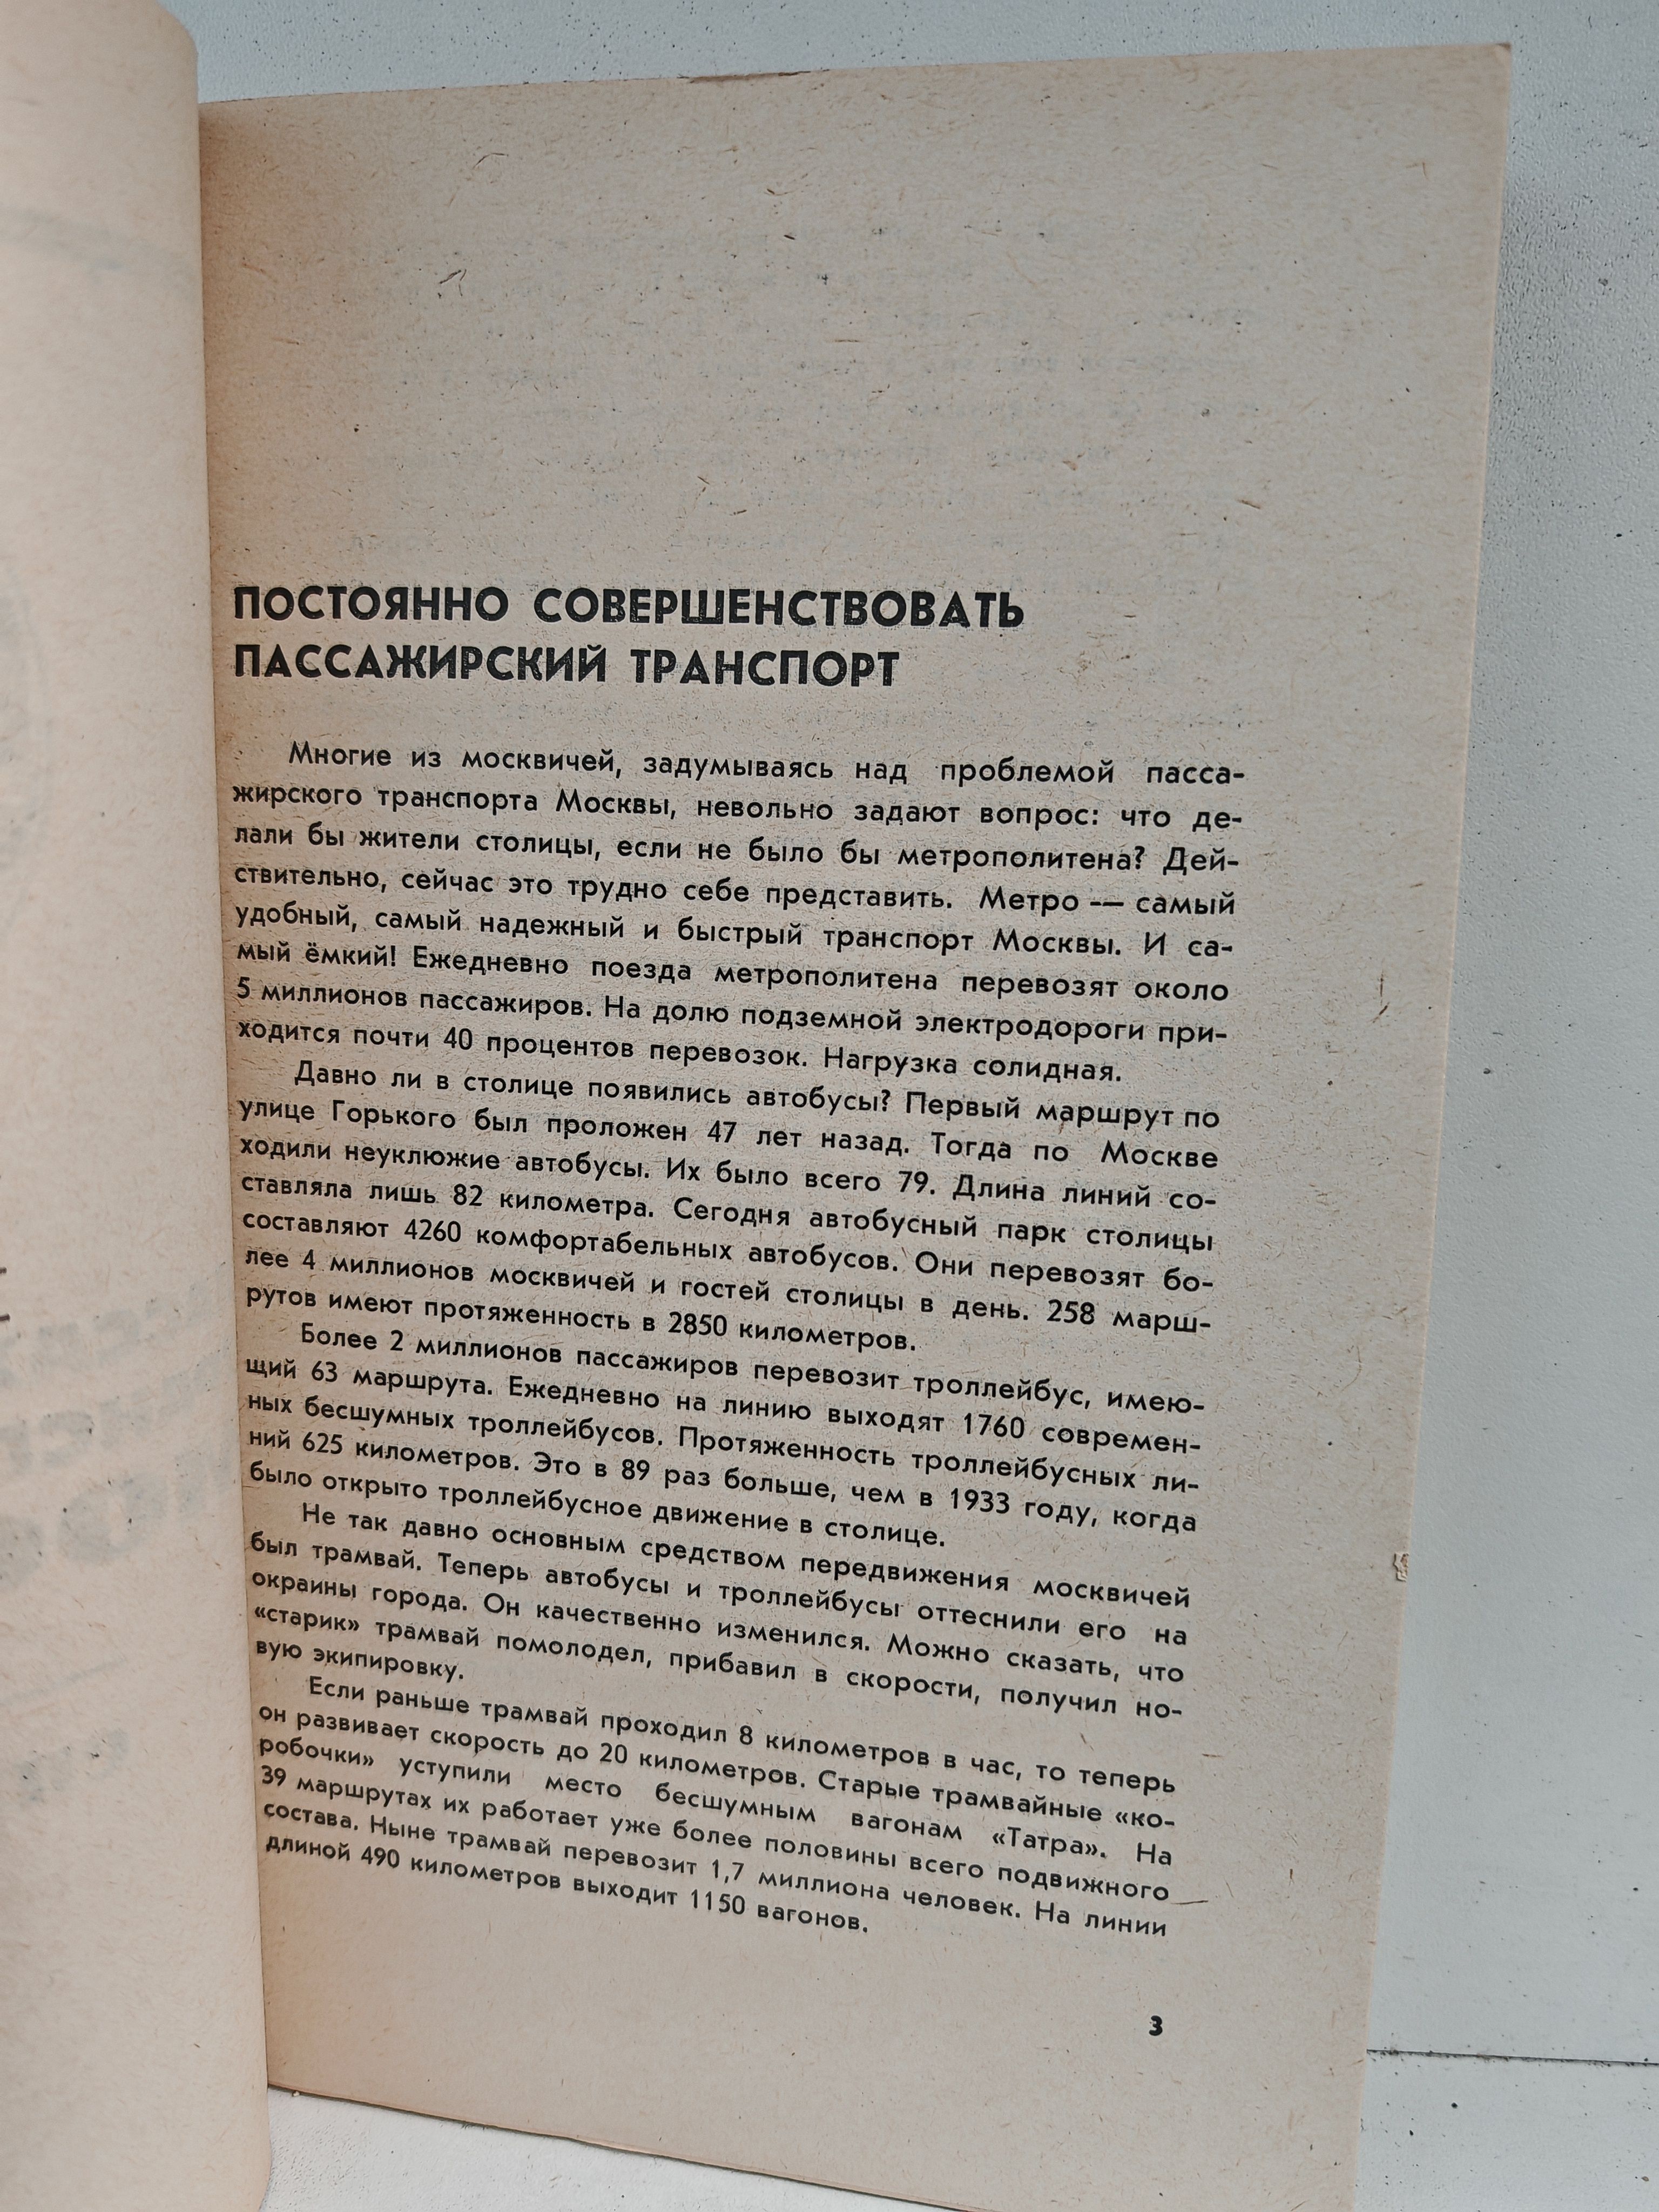 ПОСТОЯННО СОВЕРШЕНСТВОВАТЬ
ПАССАЖИРСКИЙ ТРАНСПОРТ
Многие из москвичей, задумываясь над проблемой пасса-
жирского транспорта Москвы, невольно задают вопрос: что де-
лали бы жители столицы, если не было бы метрополитена? Дей-
ствительно, сейчас это трудно себе представить. Метро — самый
удобный, самый надежный и быстрый транспорт Москвы. И са-
мый ёмкий! Ежедневно поезда метрополитена перевозят около
5 миллионов пассажиров. На долю подземной электродороги при-
ходится почти 40 процентов перевозок. Нагрузка солидная.
Давно ли в столице появились автобусы? Первый маршрут по
улице Горького был проложен 47 лет назад. Тогда по Москве
ходили неуклюжие автобусы. Их было всего 79. Длина линий со-
ставляла лишь 82 километра. Сегодня автобусный парк столицы
составляют 4260 комфортабельных автобусов. Они перевозят бо-
лее 4 миллионов москвичей и гостей столицы в день. 258 марш-
рутов имеют протяженность в 2850 километров.
Более 2 миллионов пассажиров перевозит троллейбус, имею-
щий 63 маршрута. Ежедневно на линию выходят 1760 современ-
ных бесшумных троллейбусов. Протяженность троллейбусных ли-
ний 625 километров. Это в 89 раз больше, чем в 1933 году, когда
было открыто троллейбусное движение в столице.
Не так давно основным средством передвижения москвичей
был трамвай. Теперь автобусы и троллейбусы оттеснили его на
окраины города. Он качественно изменился. Можно сказать, что
«старик» трамвай помолодел, прибавил в скорости, получил но-
вую экипировку.
Если раньше трамвай проходил 8 километров в час, то теперь
он развивает скорость до 20 километров. Старые трамвайные «ко-
робочки» уступили место бесшумным вагонам «Татра». На
39 маршрутах их работает уже более половины всего подвижного
состава. Ныне трамвай перевозит 1,7 миллиона человек. На линии
длиной 490 километров выходит 1150 вагонов.
3